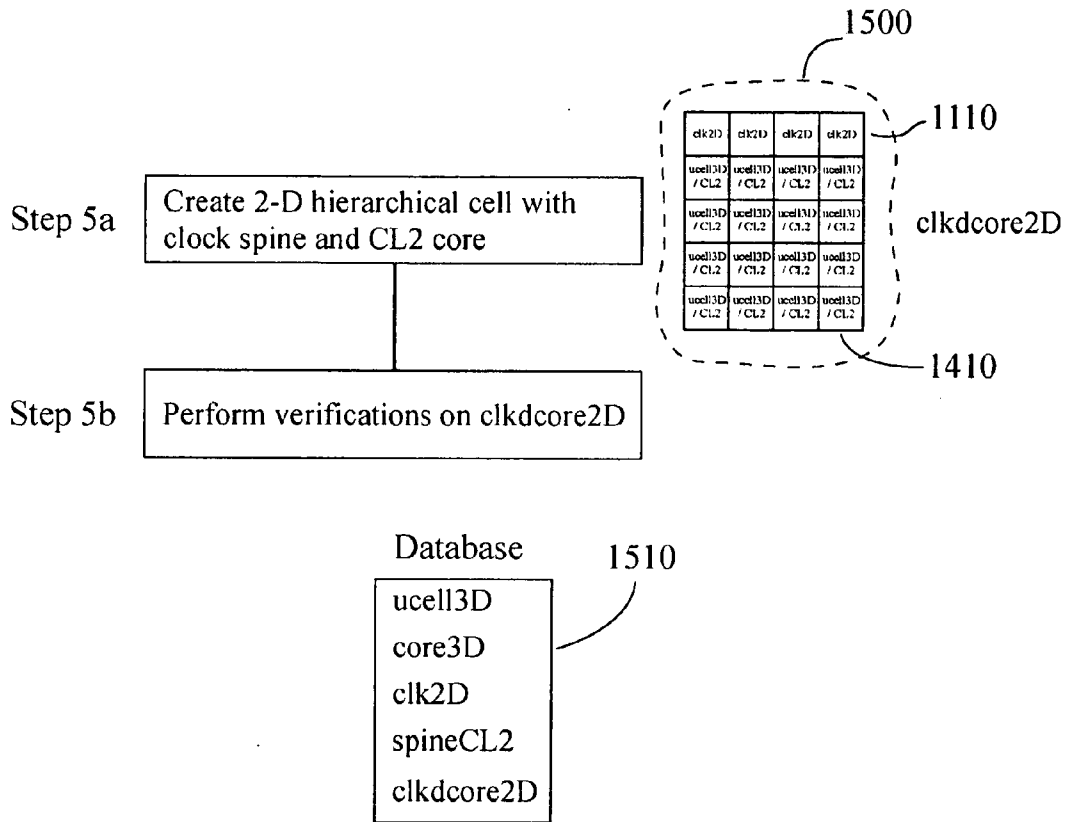 1500
1110
clk2D clk2D clk2D clk2D
ucell3D ucell3D ucell3D ucell3D
/ CL2 / CL2 / CL2 / CL2
ucell3D ucell3D ucell3D ucell3D
/ CL2 / CL2 / CL2 / CL2
ucell3D ucell3D ucell3D ucell3D
/ CL2 / CL2 / CL2 / CL2
ucell3D ucell3D ucell3D ucell3D
/ CL2 / CL2 / CL2 / CL2
clkdcore2D
1410
Step 5a
Create 2-D hierarchical cell with
clock spine and CL2 core
Step 5b
Perform verifications on clkdcore2D
Database
1510
ucell3D
core3D
clk2D
spineCL2
clkdcore2D